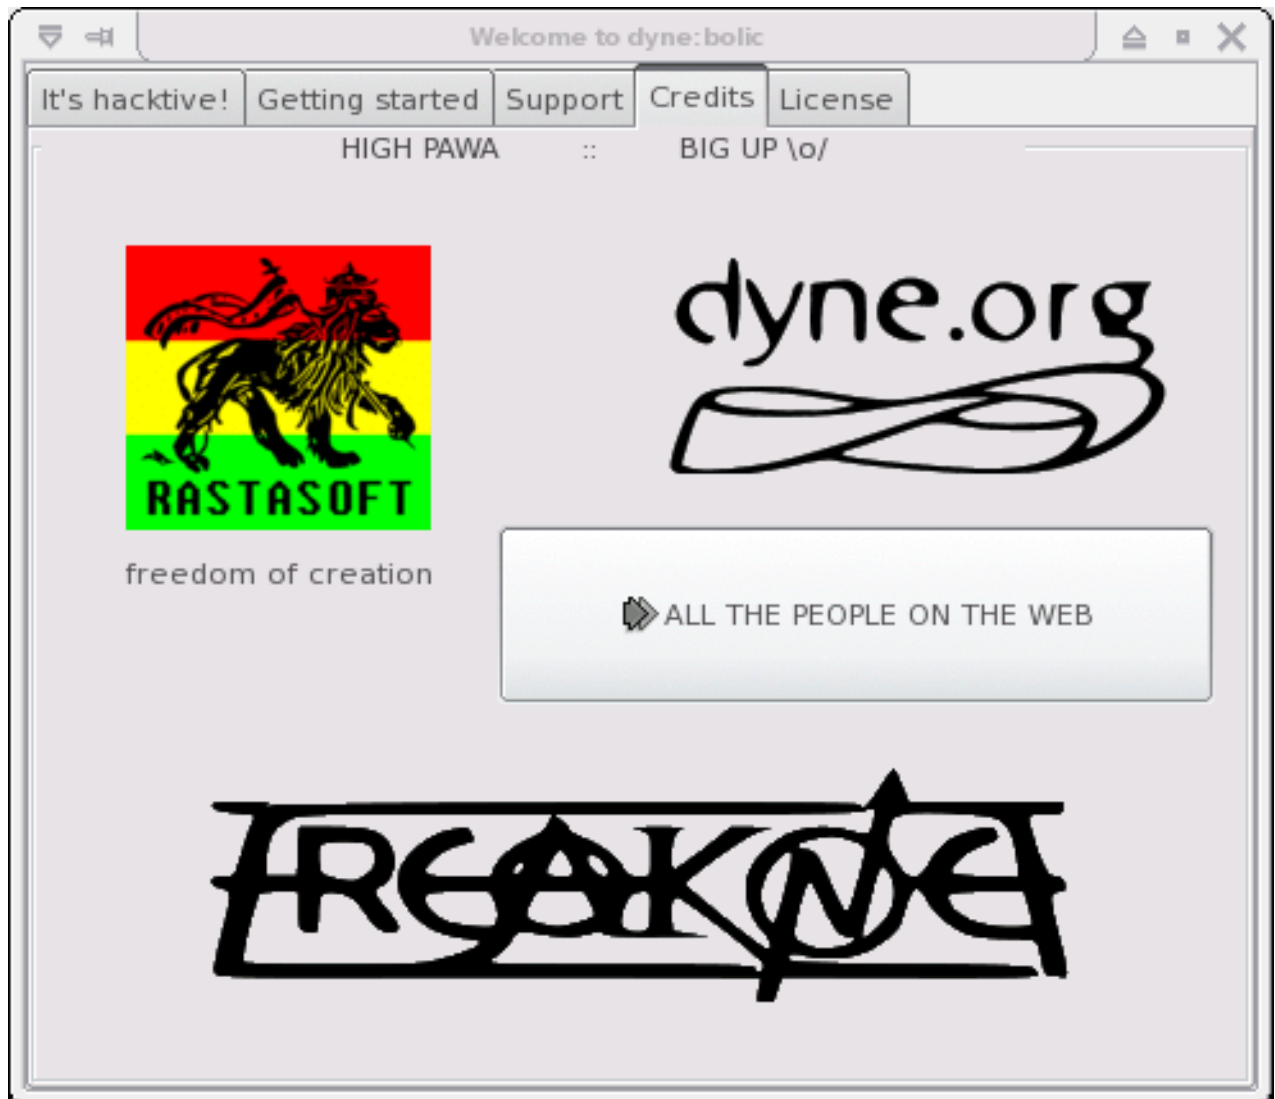 Welcome to dyne:bolic
It's hacktive! Getting started Support Credits License
HIGH PAWA :: BIG UP \o/
dyne.org
RASTASOFT
freedom of creation
ALL THE PEOPLE ON THE WEB
FREAKNET